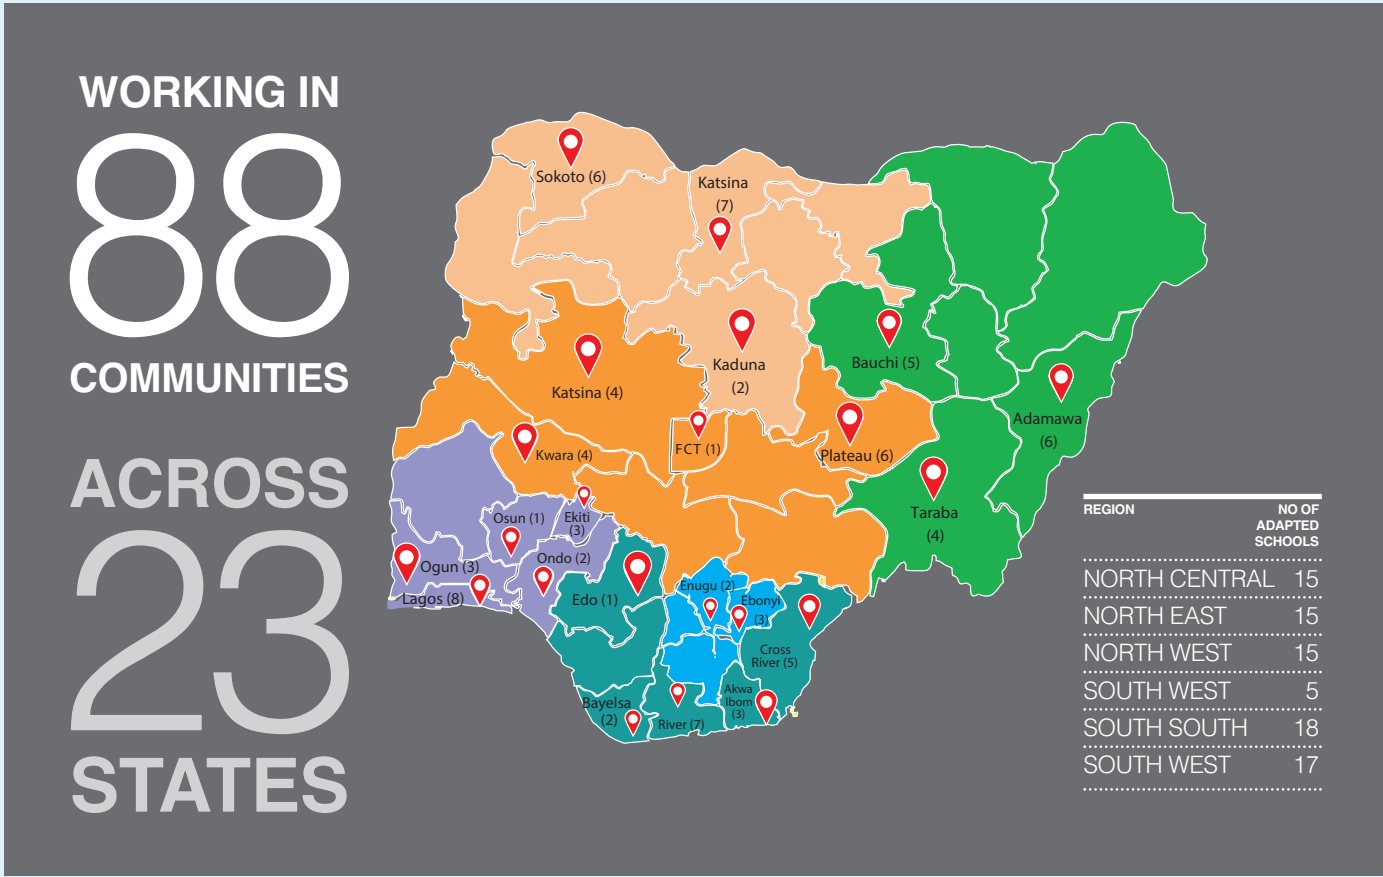 WORKING IN
88
COMMUNITIES
ACROSS
23
STATES
Sokoto (6)
Katsina
(7)
Kaduna
(2)
Katsina (4)
Bauchi (5)
Adamawa
(6)
FCT (1)
Plateau (6)
Kwara (4)
Taraba
(4)
Osun (1)
Ekiti
(3)
Ondo (2)
Ogun (3)
Lagos (8)
Edo (1)
Enugu (2)
Ebonyi
(3)
Cross
River (5)
Akwa
Ibom
(3)
Bayelsa
(2)
River (7)
REGION
NO OF
ADAPTED
SCHOOLS
NORTH CENTRAL 15
NORTH EAST 15
NORTH WEST 15
SOUTH WEST 5
SOUTH SOUTH 18
SOUTH WEST 17